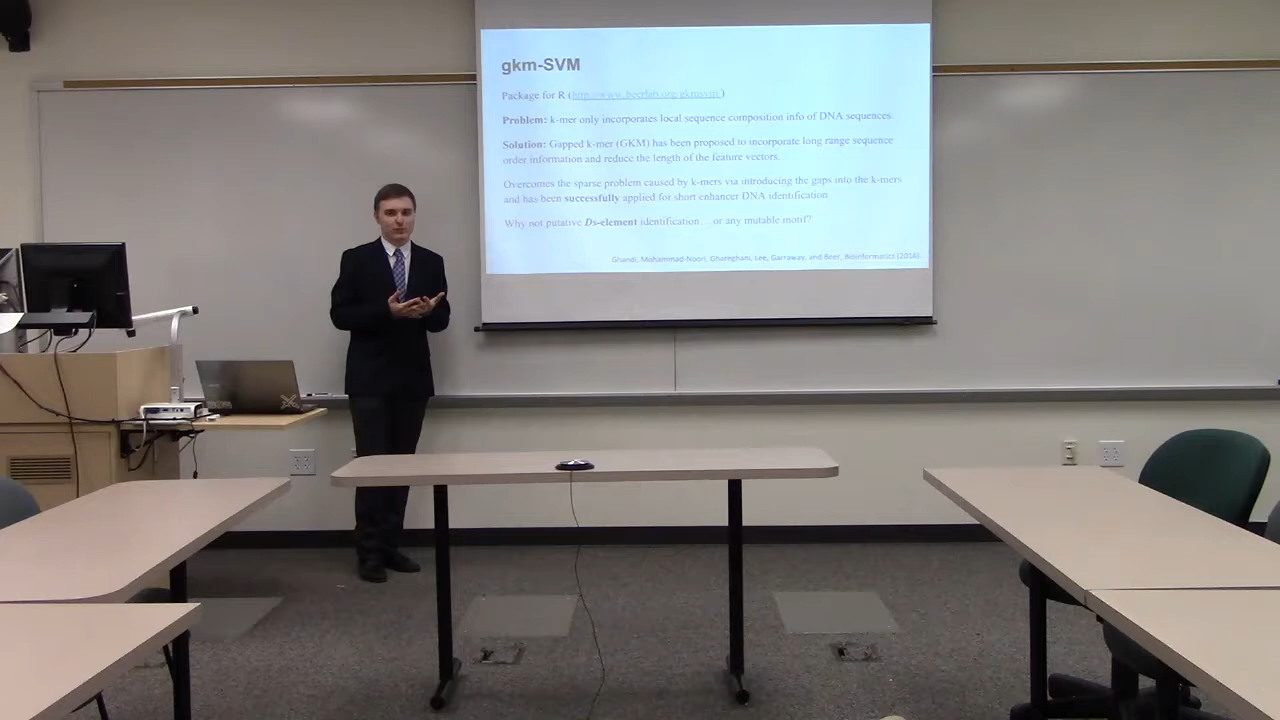 gkm-SVM
Package for R (http://www.beerlab.org/gkmsvm/)
Problem: k-mer only incorporates local sequence composition info of DNA sequences.
Solution: Gapped k-mer (GKM) has been proposed to incorporate long range sequence
order information and reduce the length of the feature vectors.
Overcomes the sparse problem caused by k-mers via introducing the gaps into the k-mers
and has been successfully applied for short enhancer DNA identification.
Why not putative Ds-element identification… or any mutable motif?
Ghandi, Mohammad-Noori, Ghareghani, Lee, Garraway, and Beer, Bioinformatics (2016).